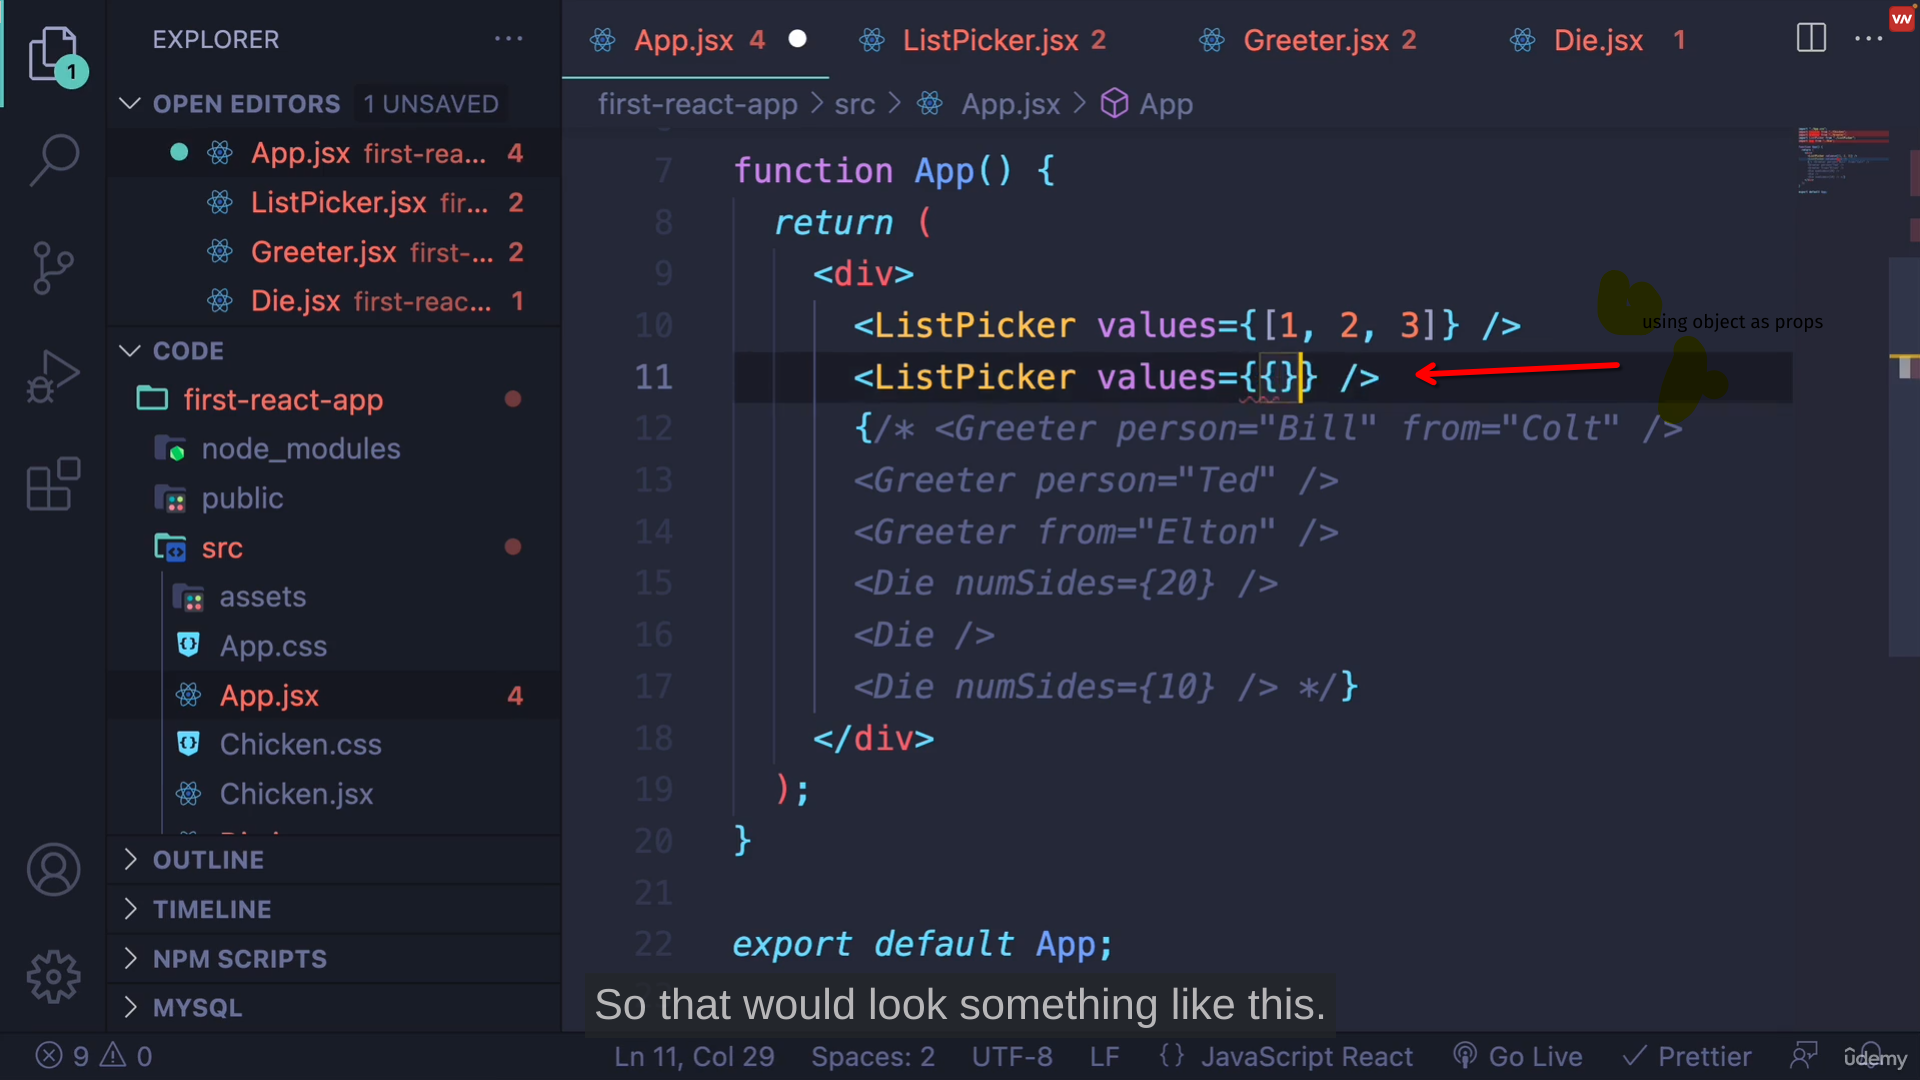 EXPLORER
OPEN EDITORS 1 UNSAVED
App.jsx first-rea... 4
ListPicker.jsx fir... 2
Greeter.jsx first-... 2
Die.jsx first-reac... 1
CODE
first-react-app
node_modules
public
src
assets
App.css
App.jsx 4
Chicken.css
Chicken.jsx
OUTLINE
TIMELINE
NPM SCRIPTS
MYSQL
1
App.jsx 4 ListPicker.jsx 2 Greeter.jsx 2 Die.jsx 1
first-react-app > src > App.jsx > App
7 function App() {
8 return (
9 <div>
10 <ListPicker values={[1, 2, 3]} />
using object as props
11 <ListPicker values={{}} />
12 {/* <Greeter person="Bill" from="Colt" />
13 <Greeter person="Ted" />
14 <Greeter from="Elton" />
15 <Die numSides={20} />
16 <Die />
17 <Die numSides={10} /> */}
18 </div>
19 );
20 }
21
22 export default App;
So that would look something like this.
9 0 Ln 11, Col 29 Spaces: 2 UTF-8 LF {} JavaScript React Go Live Prettier
udemy